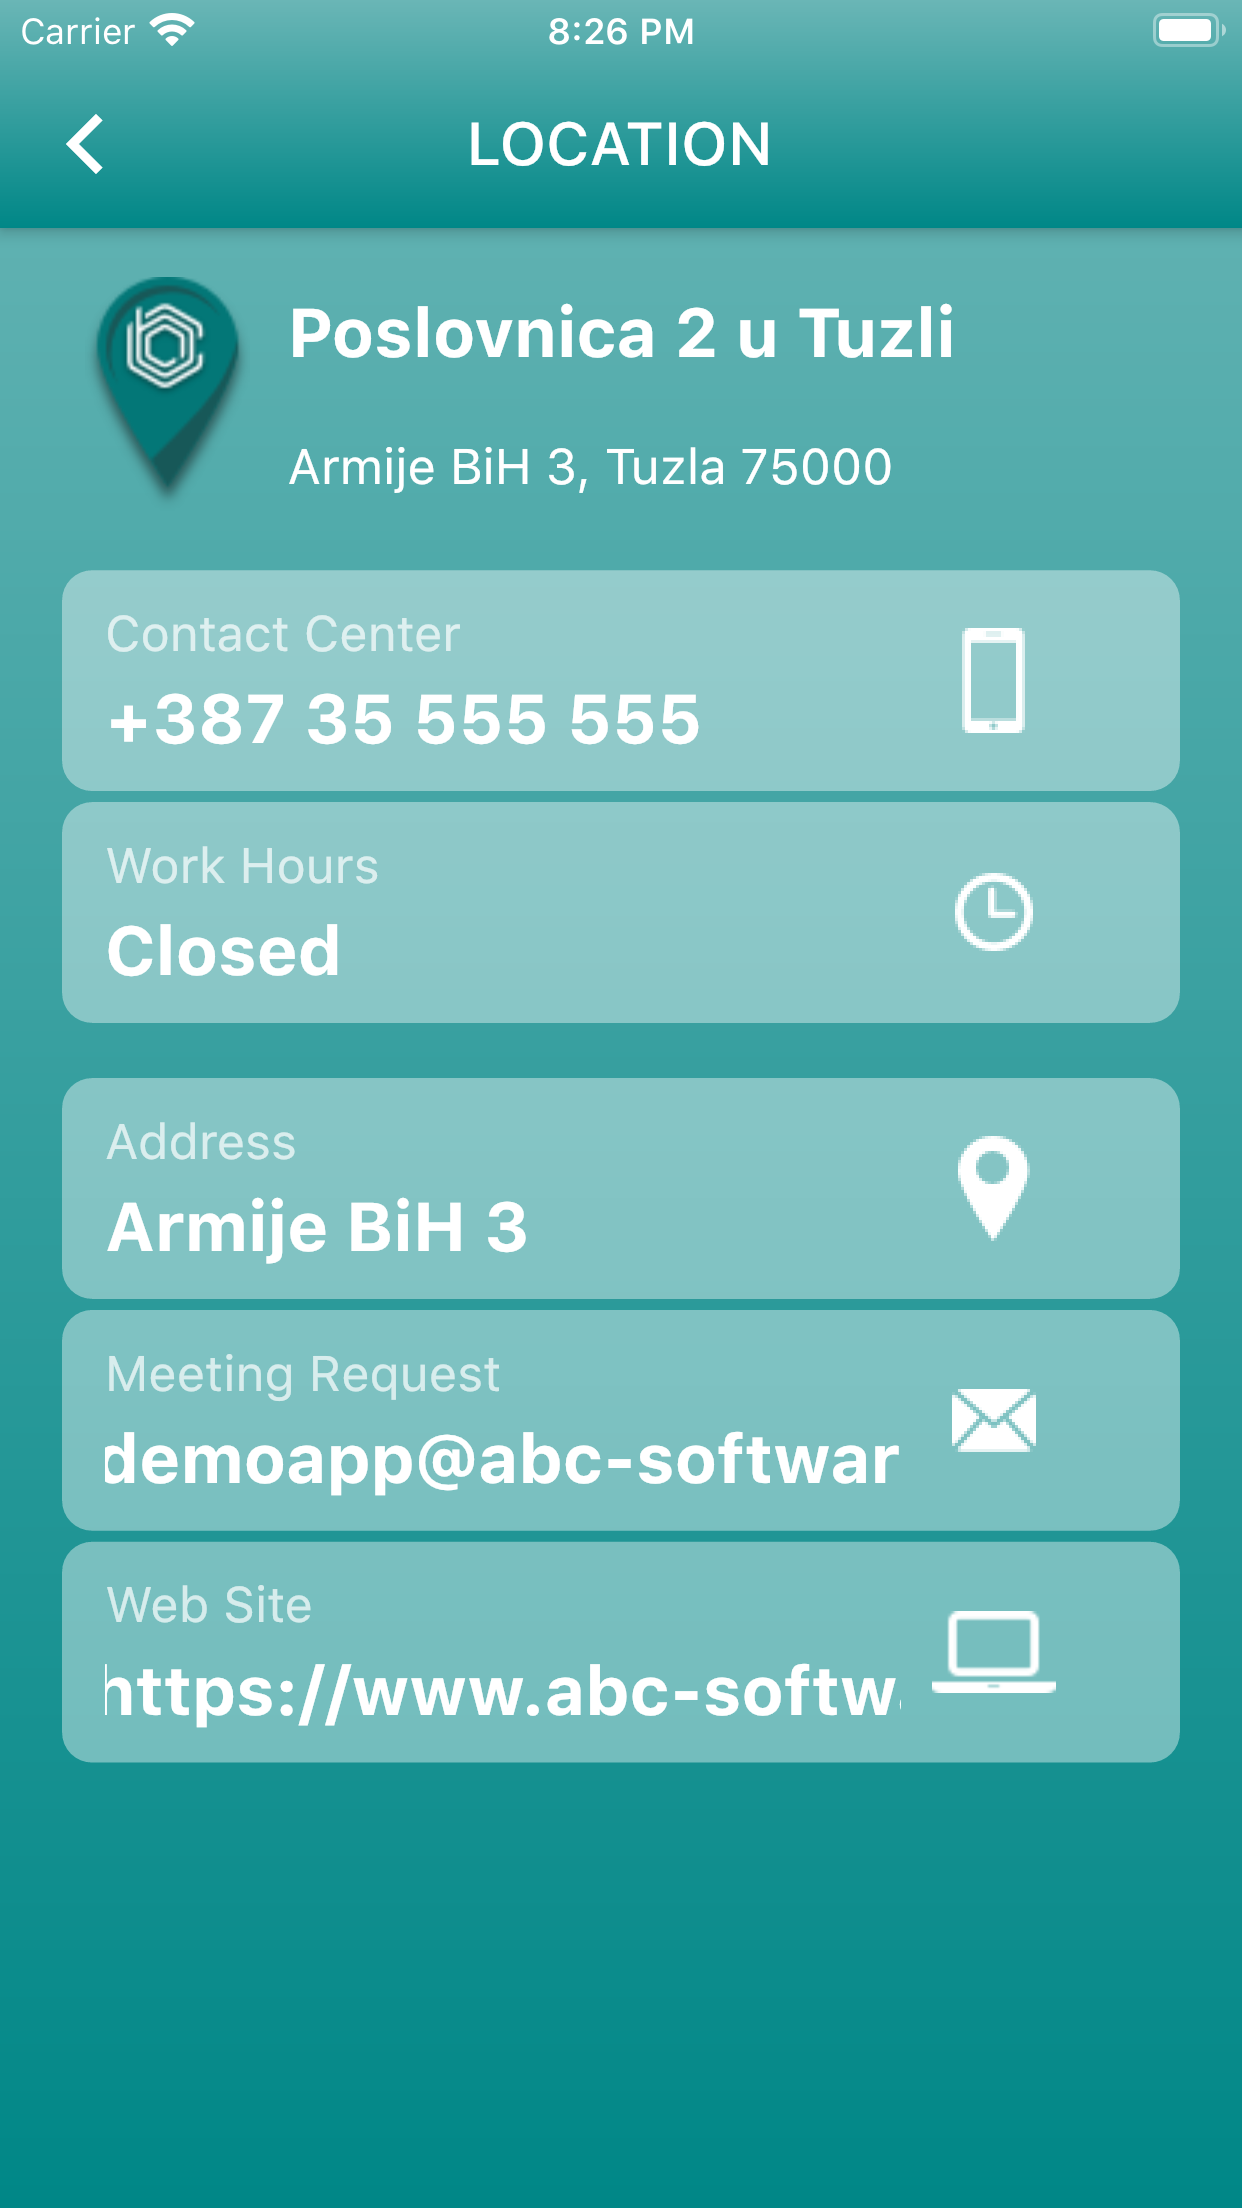 Carrier 8:26 PM
LOCATION
Poslovnica 2 u Tuzli
Armije BiH 3, Tuzla 75000
Contact Center
+387 35 555 555
Work Hours
Closed
Address
Armije BiH 3
Meeting Request
demoapp@abc-softwar
Web Site
https://www.abc-softw